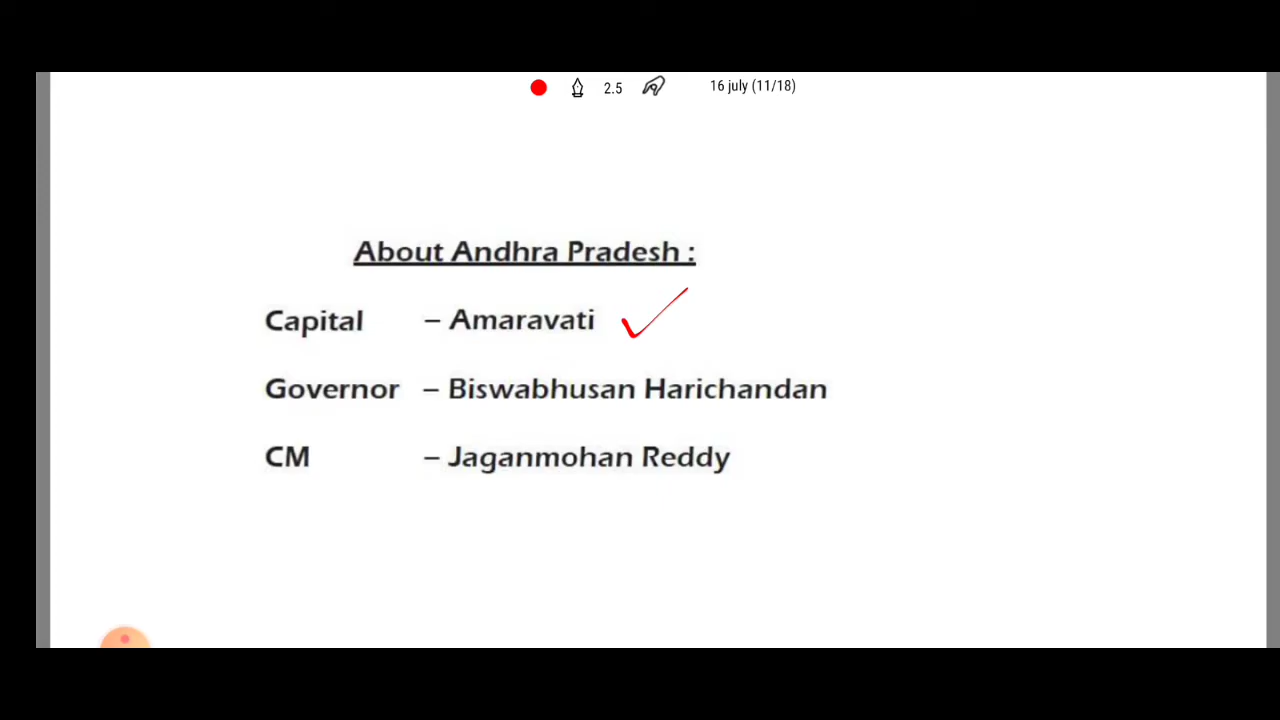 2.5 16 july (11/18)
About Andhra Pradesh :
Capital – Amaravati
Governor – Biswabhusan Harichandan
CM – Jaganmohan Reddy